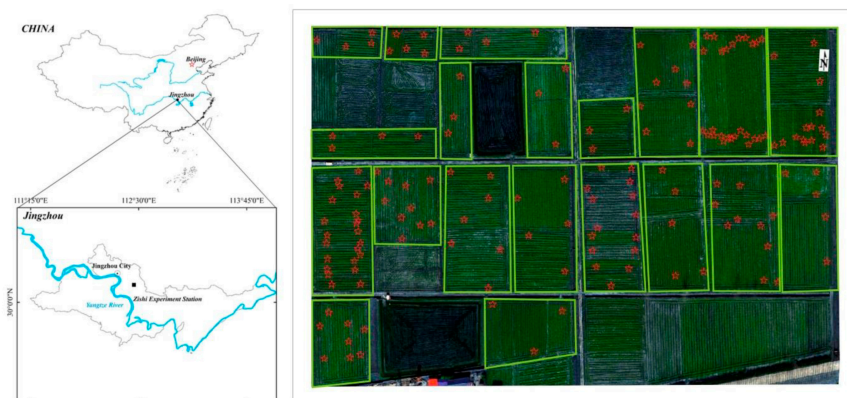 CHINA
Beijing
Jingzhou
111°15'0"E
112°30'0"E
113°45'0"E
Jingzhou
Jingzhou City
Zishi Experiment Station
Yangtze River
30°0'0"N
N